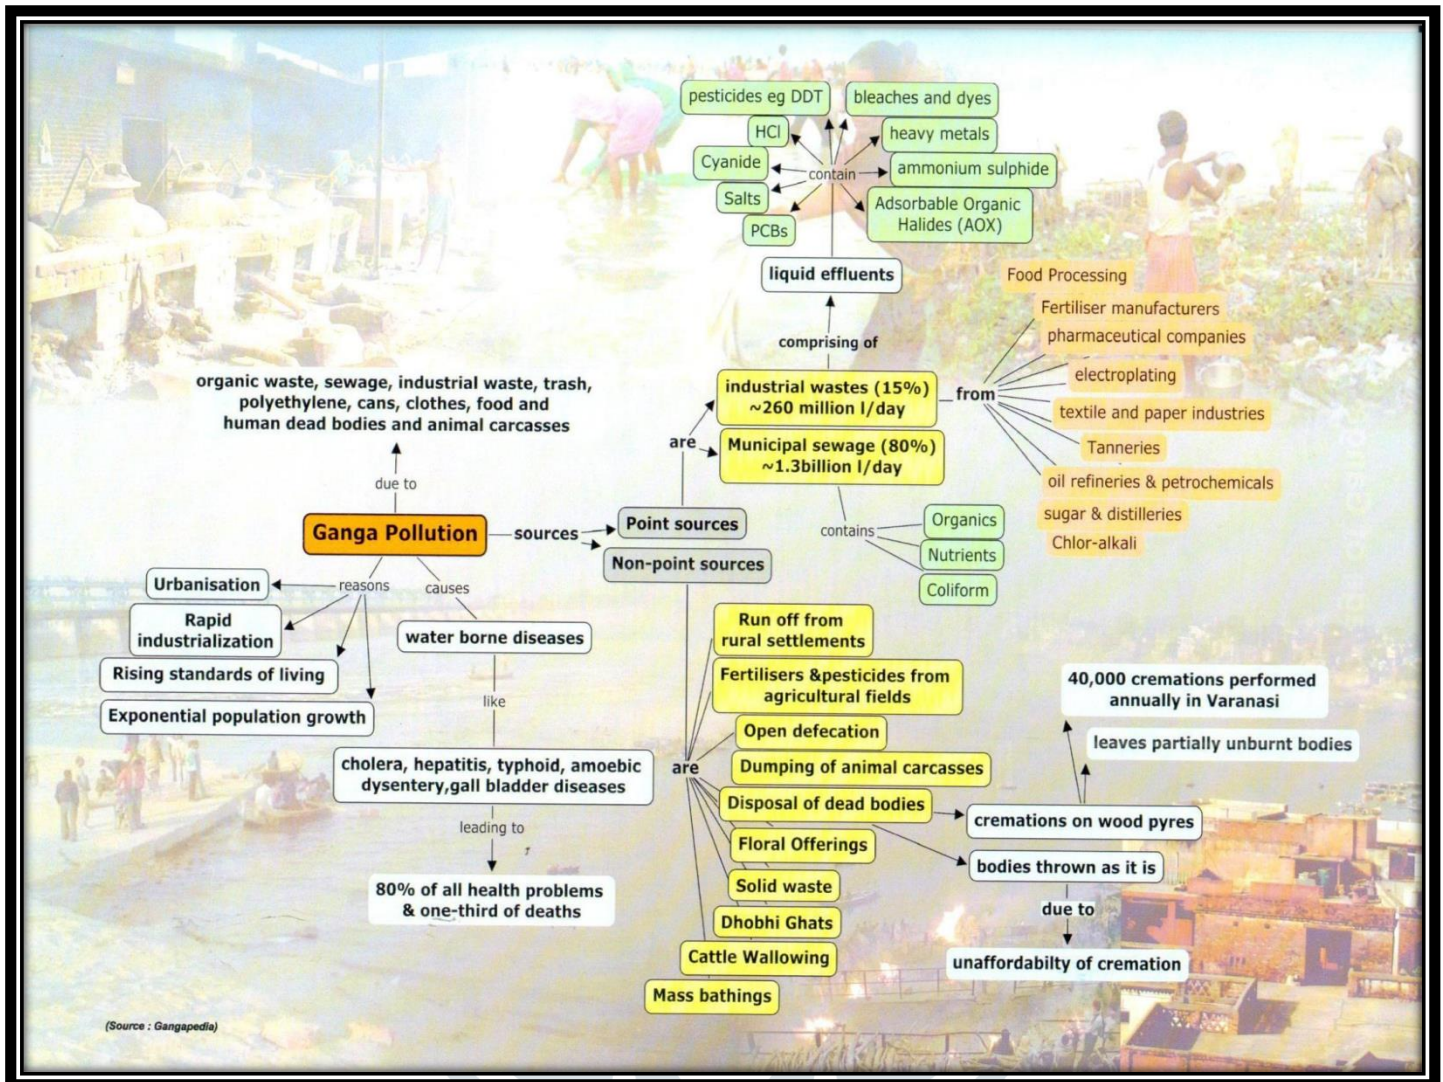 pesticides eg DDT
bleaches and dyes
HCl
heavy metals
Cyanide
contain
ammonium sulphide
Salts
Adsorbable Organic
Halides (AOX)
PCBs
liquid effluents
comprising of
Food Processing
Fertiliser manufacturers
pharmaceutical companies
electroplating
textile and paper industries
Tanneries
oil refineries & petrochemicals
sugar & distilleries
Chlor-alkali
from
industrial wastes (15%)
~260 million l/day
are
Municipal sewage (80%)
~1.3billion l/day
contains
Organics
Nutrients
Coliform
organic waste, sewage, industrial waste, trash,
polyethylene, cans, clothes, food and
human dead bodies and animal carcasses
due to
Ganga Pollution
sources
Point sources
Non-point sources
reasons
causes
Urbanisation
Rapid
industrialization
Rising standards of living
Exponential population growth
water borne diseases
like
cholera, hepatitis, typhoid, amoebic
dysentery,gall bladder diseases
leading to
80% of all health problems
& one-third of deaths
are
Run off from
rural settlements
Fertilisers &pesticides from
agricultural fields
Open defecation
Dumping of animal carcasses
Disposal of dead bodies
Floral Offerings
Solid waste
Dhobhi Ghats
Cattle Wallowing
Mass bathings
40,000 cremations performed
annually in Varanasi
leaves partially unburnt bodies
cremations on wood pyres
bodies thrown as it is
due to
unaffordabilty of cremation
(Source : Gangapedia)